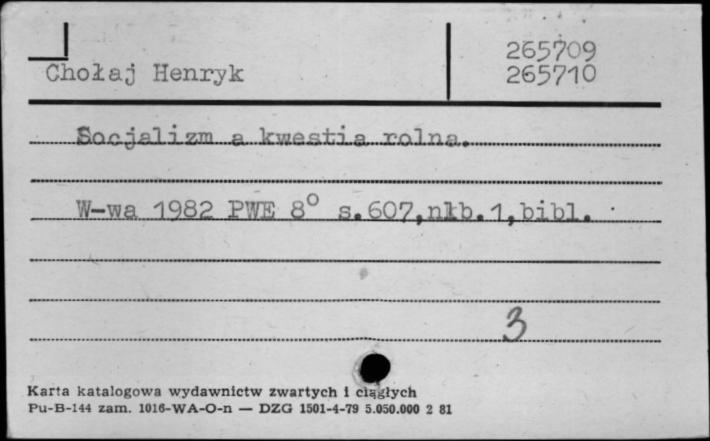 265709
Chołaj Henryk 265710
Socjalizm a kwestia rolna.
W-wa 1982 PWE 8° s.607,nlb.1,bibl.
3
Karta katalogowa wydawnictw zwartych i ciągłych
Pu-B-144 zam. 1016-WA-O-n — DZG 1501-4-79 5.050.000 2 81